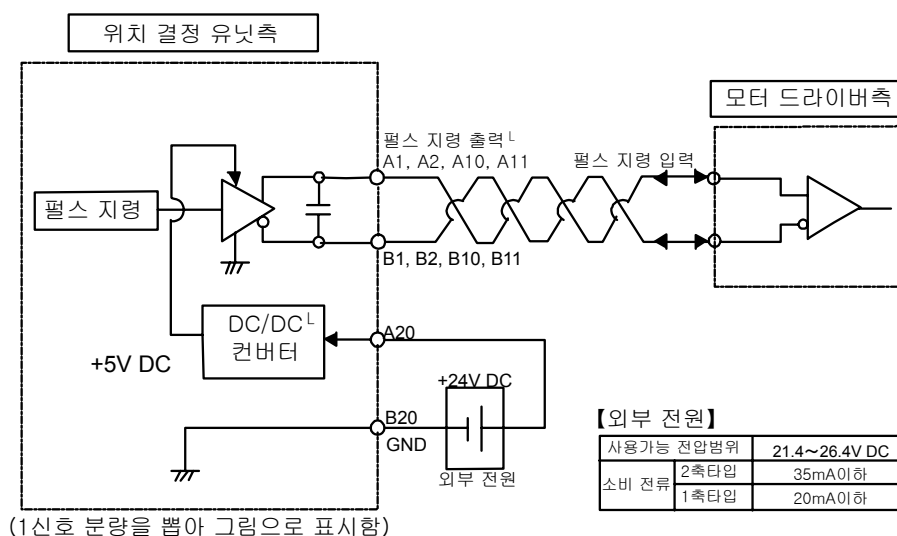 위치 결정 유닛측
모터 드라이버측
펄스 지령 출력└
A1, A2, A10, A11
펄스 지령 입력
펄스 지령
B1, B2, B10, B11
DC/DC└
컨버터
A20
+5V DC
+24V DC
B20
GND
외부 전원
【외부 전원】
사용가능 전압범위 21.4~26.4V DC
소비 전류 2축타입 35mA이하
1축타입 20mA이하
(1신호 분량을 뽑아 그림으로 표시함)